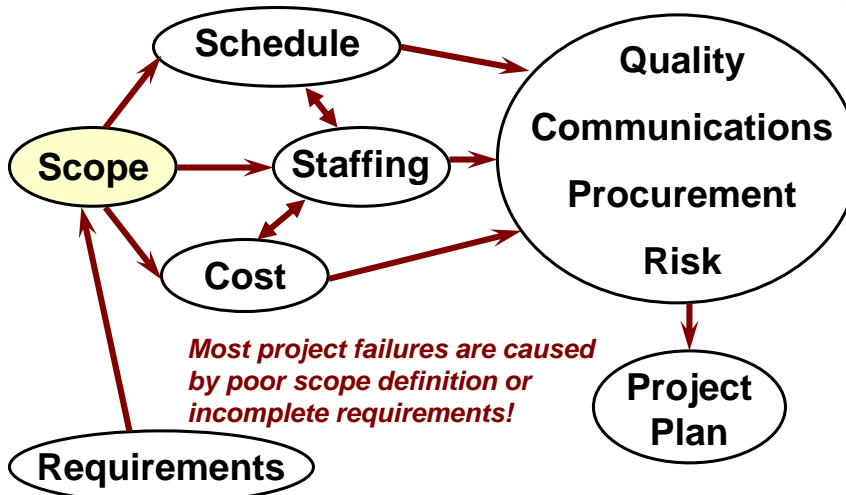 Schedule
Scope
Staffing
Cost
Quality
Communications
Procurement
Risk
Most project failures are caused
by poor scope definition or
incomplete requirements!
Project
Plan
Requirements